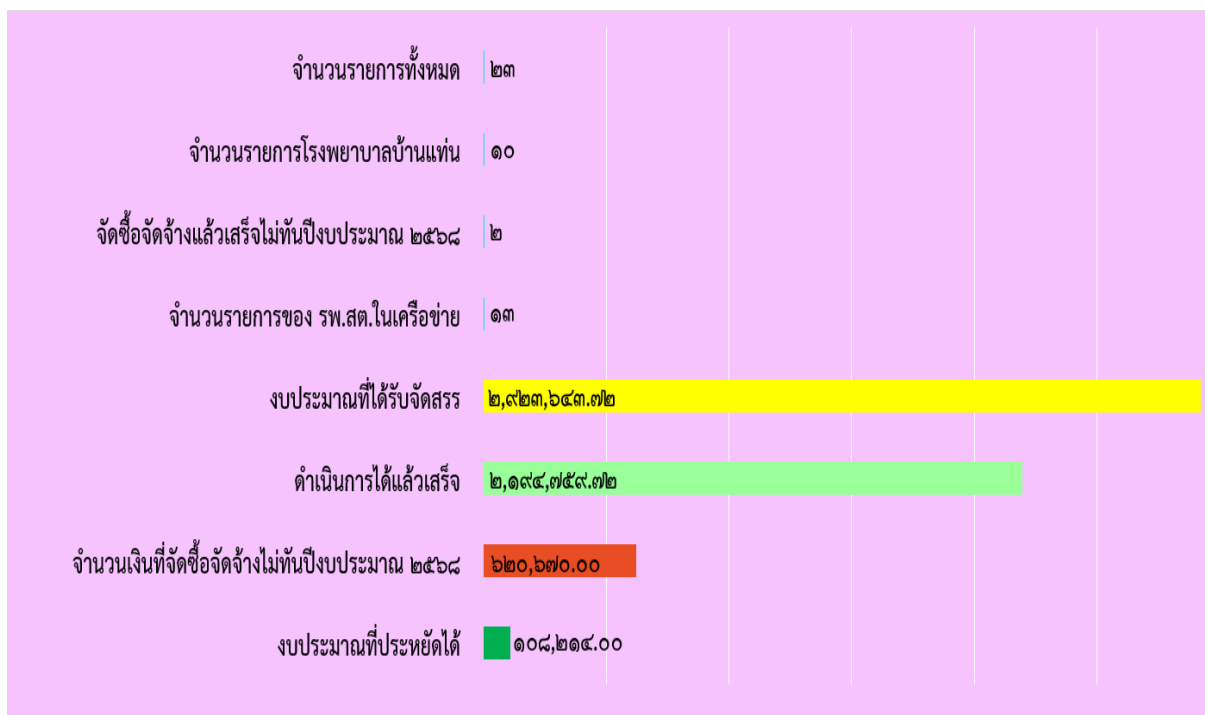 จำนวนรายการทั้งหมด ๒๓
จำนวนรายการโรงพยาบาลบ้านแท่น ๑๐
จัดซื้อจัดจ้างแล้วเสร็จไม่ทันปีงบประมาณ ๒๕๖๘ ๒
จำนวนรายการของ รพ.สต.ในเครือข่าย ๑๓
งบประมาณที่ได้รับจัดสรร ๒,๙๒๓,๖๔๓.๗๒
ดำเนินการได้แล้วเสร็จ ๒,๑๙๔,๗๕๙.๗๒
จำนวนเงินที่จัดซื้อจัดจ้างไม่ทันปีงบประมาณ ๒๕๖๘ ๖๒๐,๖๗๐.๐๐
งบประมาณที่ประหยัดได้ ๑๐๘,๒๑๔.๐๐